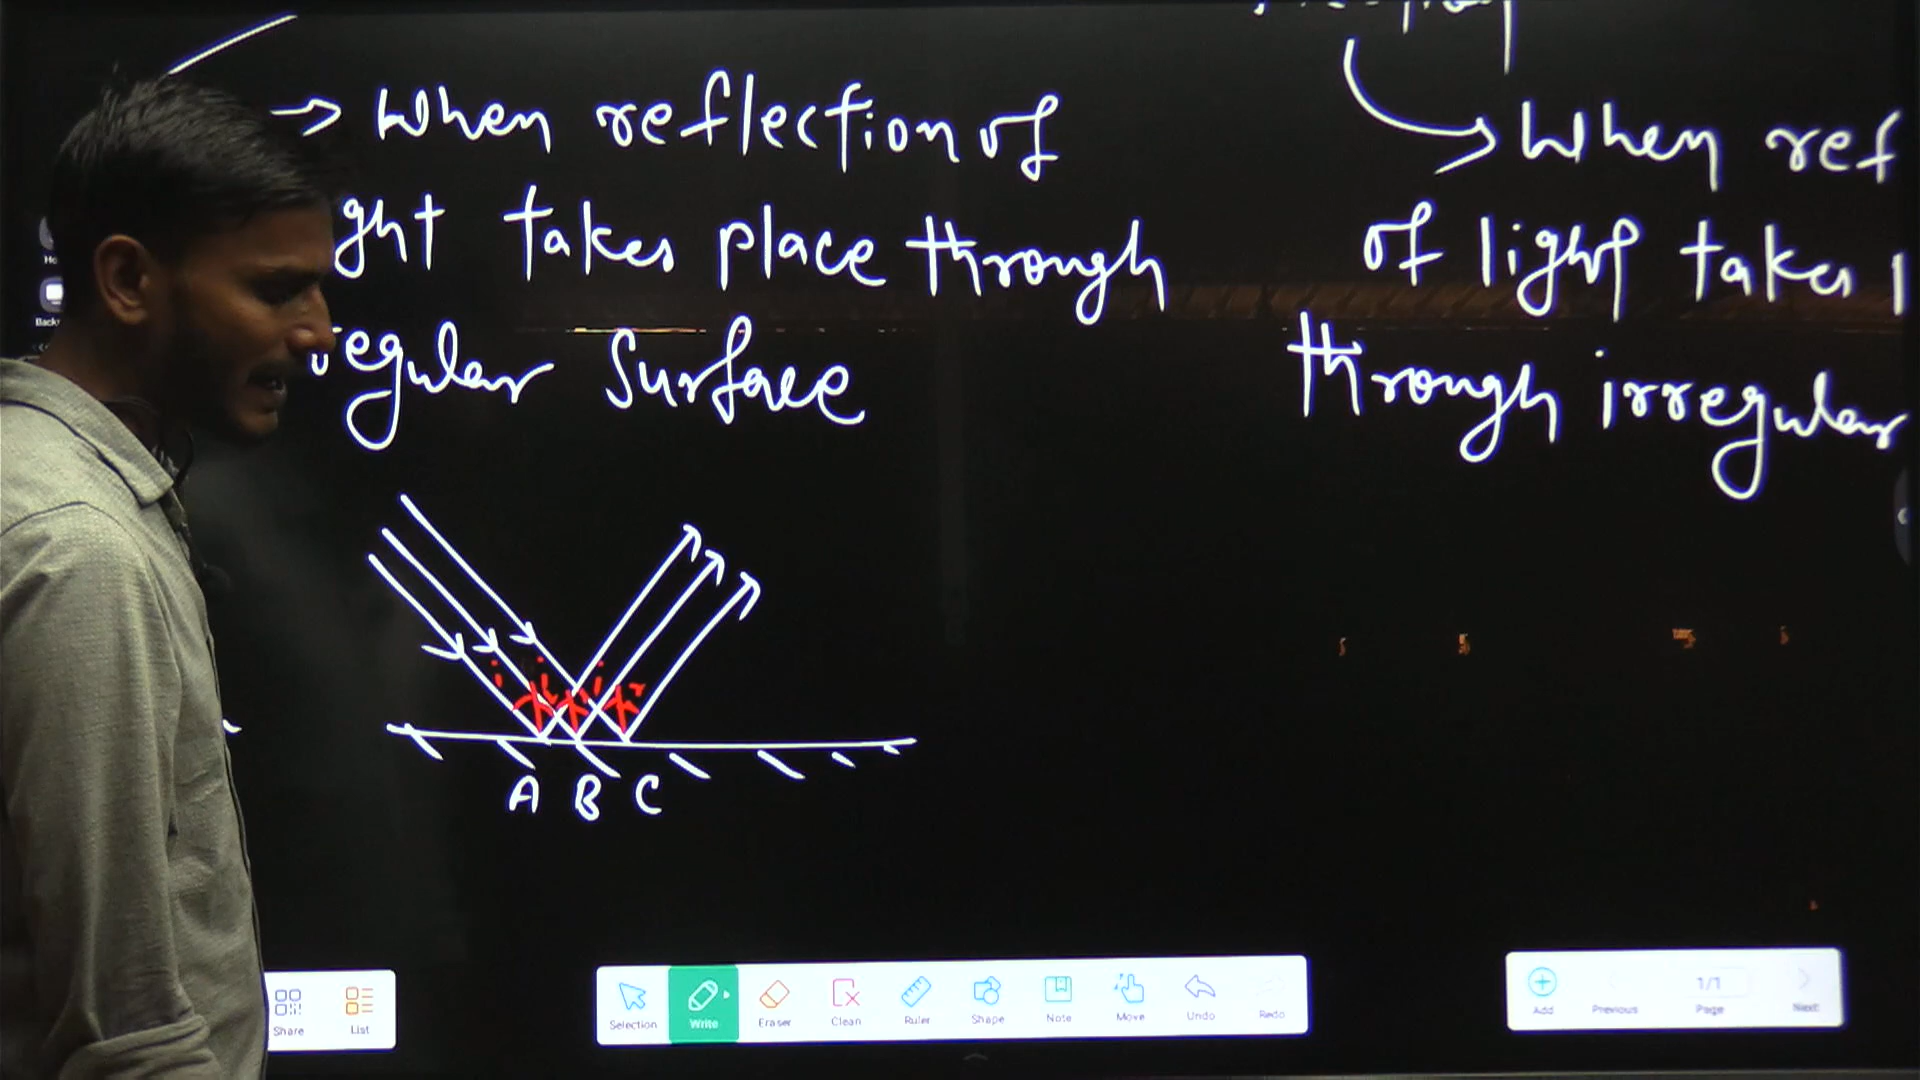 → When reflection of
ght takes place through
regular Surface
→ When ref
of light takes
through irregular
i i i r
A B C
Share
List
Selection
Write
Eraser
Clean
Ruler
Shape
Note
Move
Undo
Redo
Add
Previous
1/1
Page
Next